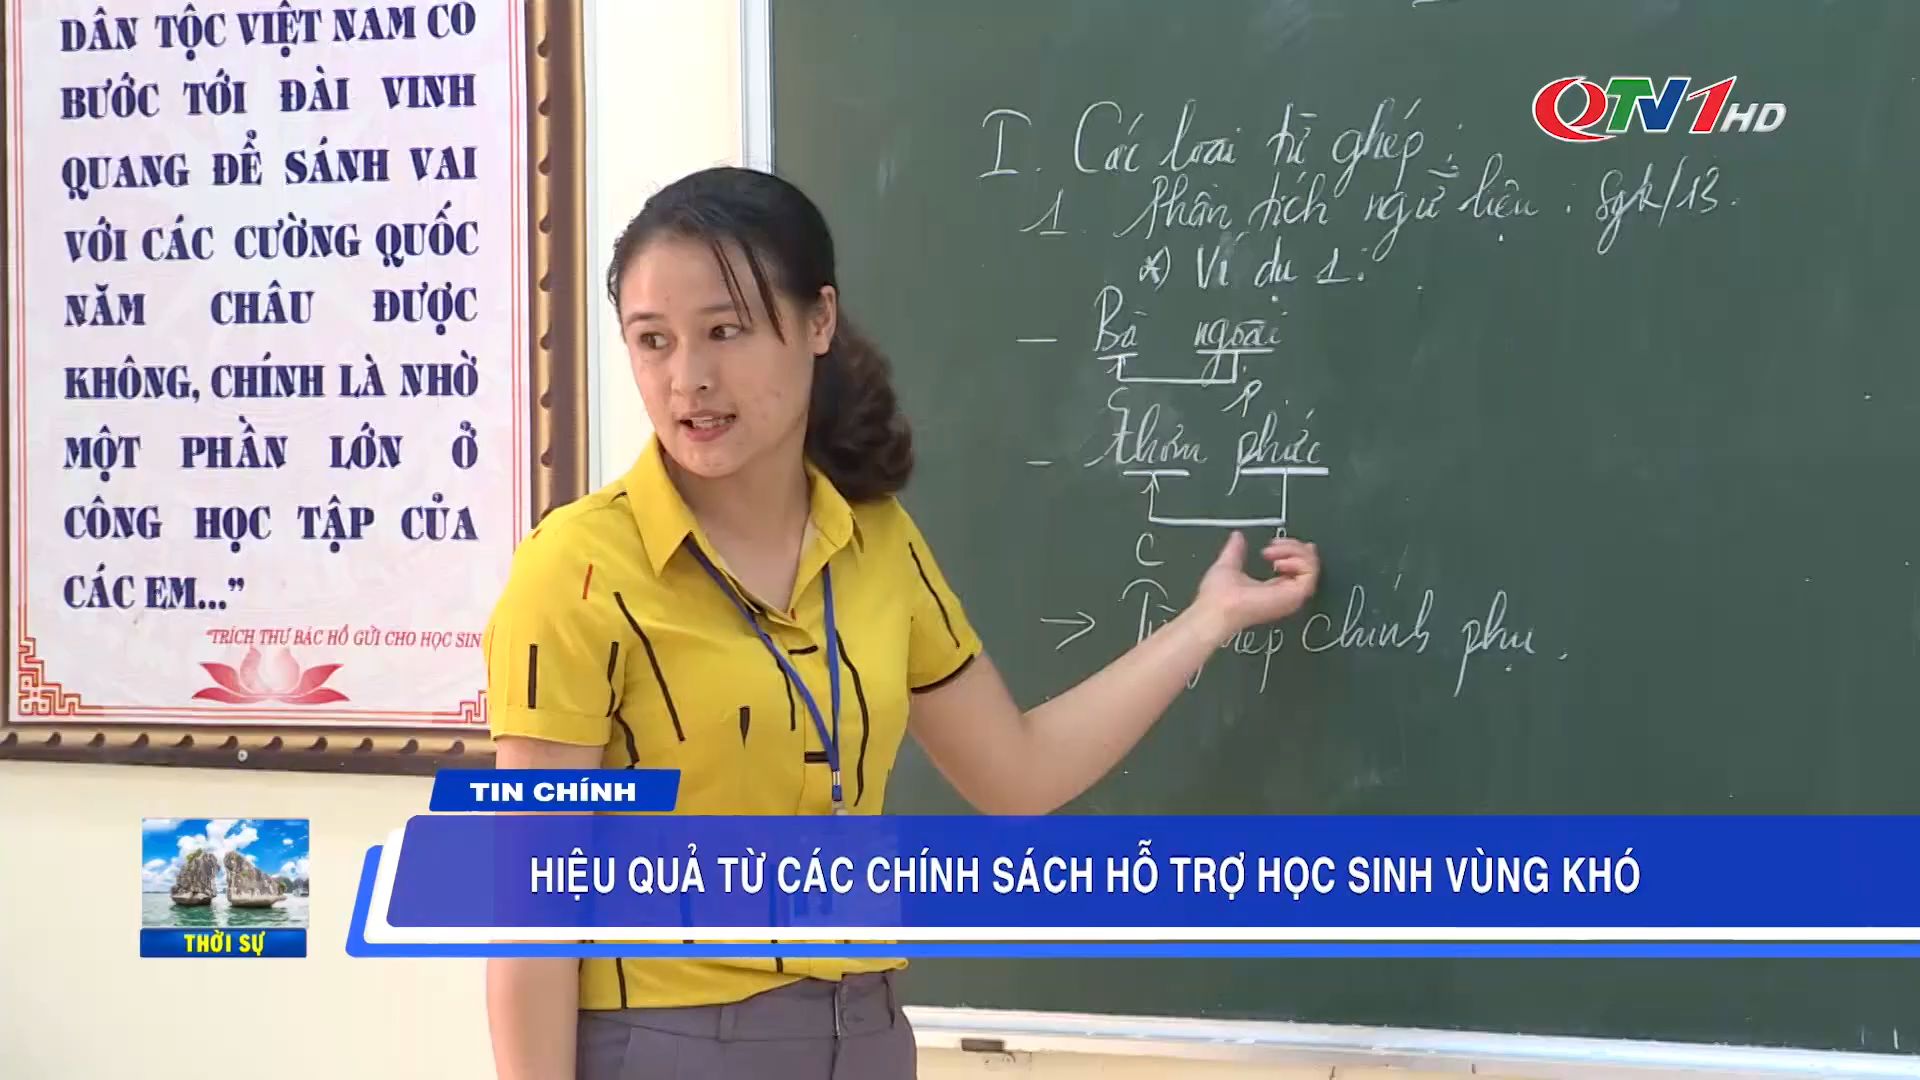 DÂN TỘC VIỆT NAM CÓ
BƯỚC TỚI ĐÀI VINH
QUANG ĐỂ SÁNH VAI
VỚI CÁC CƯỜNG QUỐC
NĂM CHÂU ĐƯỢC
KHÔNG, CHÍNH LÀ NHỜ
MỘT PHẦN LỚN Ở
CÔNG HỌC TẬP CỦA
CÁC EM..."
"TRÍCH THƯ BÁC HỒ GỬI CHO HỌC SIN
QTV1HD
I. Các loại từ ghép:
1. Phân tích ngữ liệu: Sgk/13.
*) Ví dụ 1:
- Bà ngoại
C P
- thơm phức
C
→ Từ ghép chính phụ.
TIN CHÍNH
HIỆU QUẢ TỪ CÁC CHÍNH SÁCH HỖ TRỢ HỌC SINH VÙNG KHÓ
THỜI SỰ